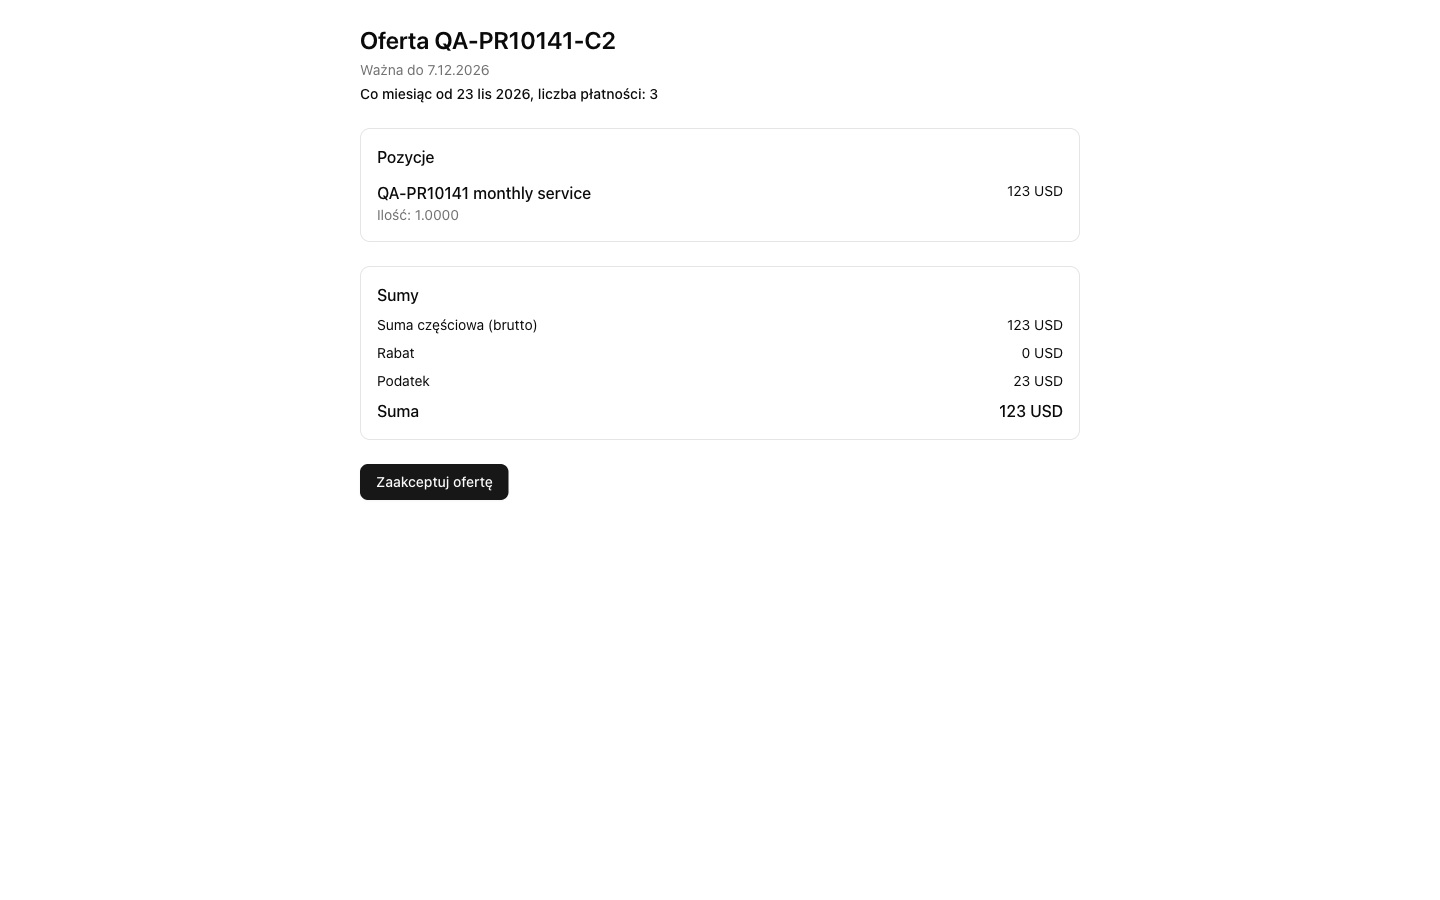 Oferta QA-PR10141-C2
Ważna do 7.12.2026
Co miesiąc od 23 lis 2026, liczba płatności: 3
Pozycje
QA-PR10141 monthly service 123 USD
Ilość: 1.0000
Sumy
Suma częściowa (brutto) 123 USD
Rabat 0 USD
Podatek 23 USD
Suma 123 USD
Zaakceptuj ofertę